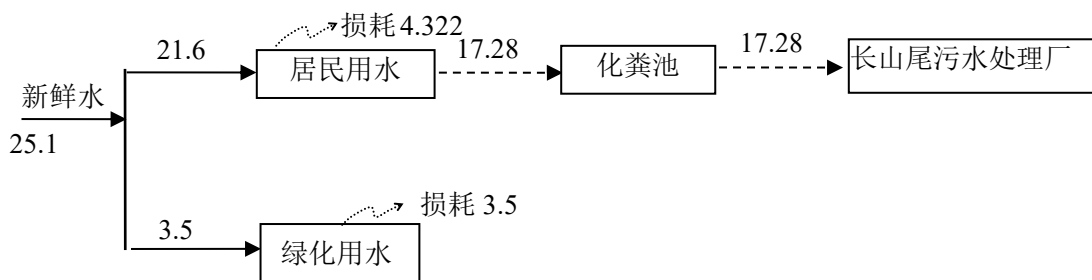 损耗 4.322
21.6
17.28
17.28
居民用水
化粪池
长山尾污水处理厂
新鲜水
25.1
损耗 3.5
3.5
绿化用水